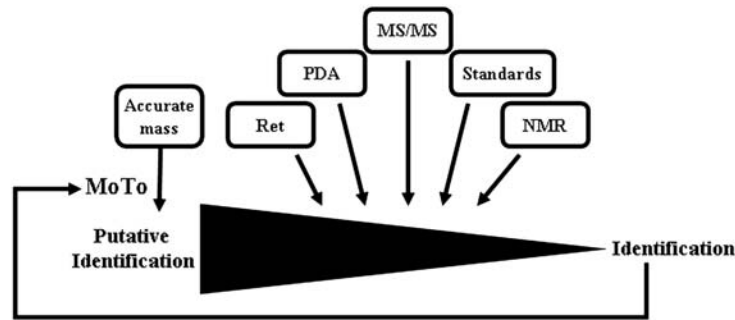 MS/MS
PDA
Standards
Accurate
mass
Ret
NMR
MoTo
Putative
Identification
Identification